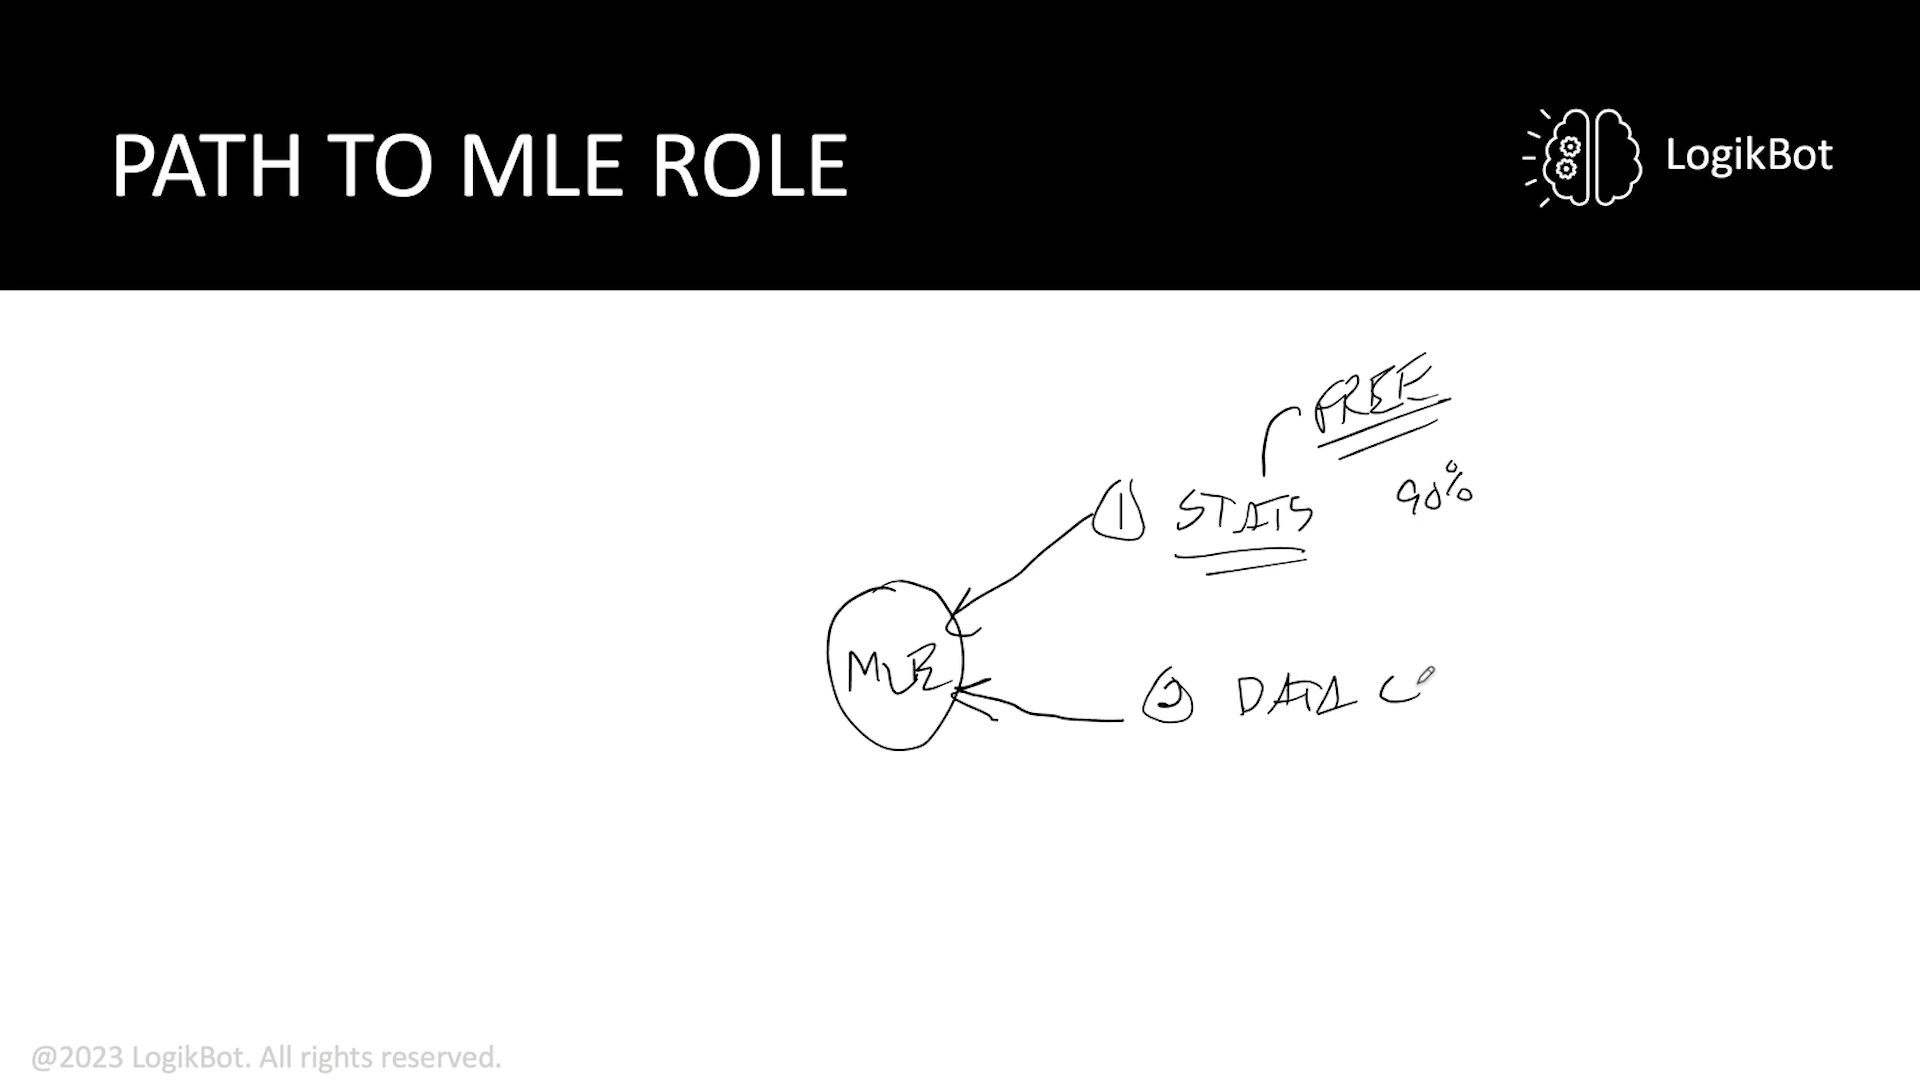 PATH TO MLE ROLE
LogikBot
FREE
90%
1 STATS
MLE
2 DATA C
@2023 LogikBot. All rights reserved.